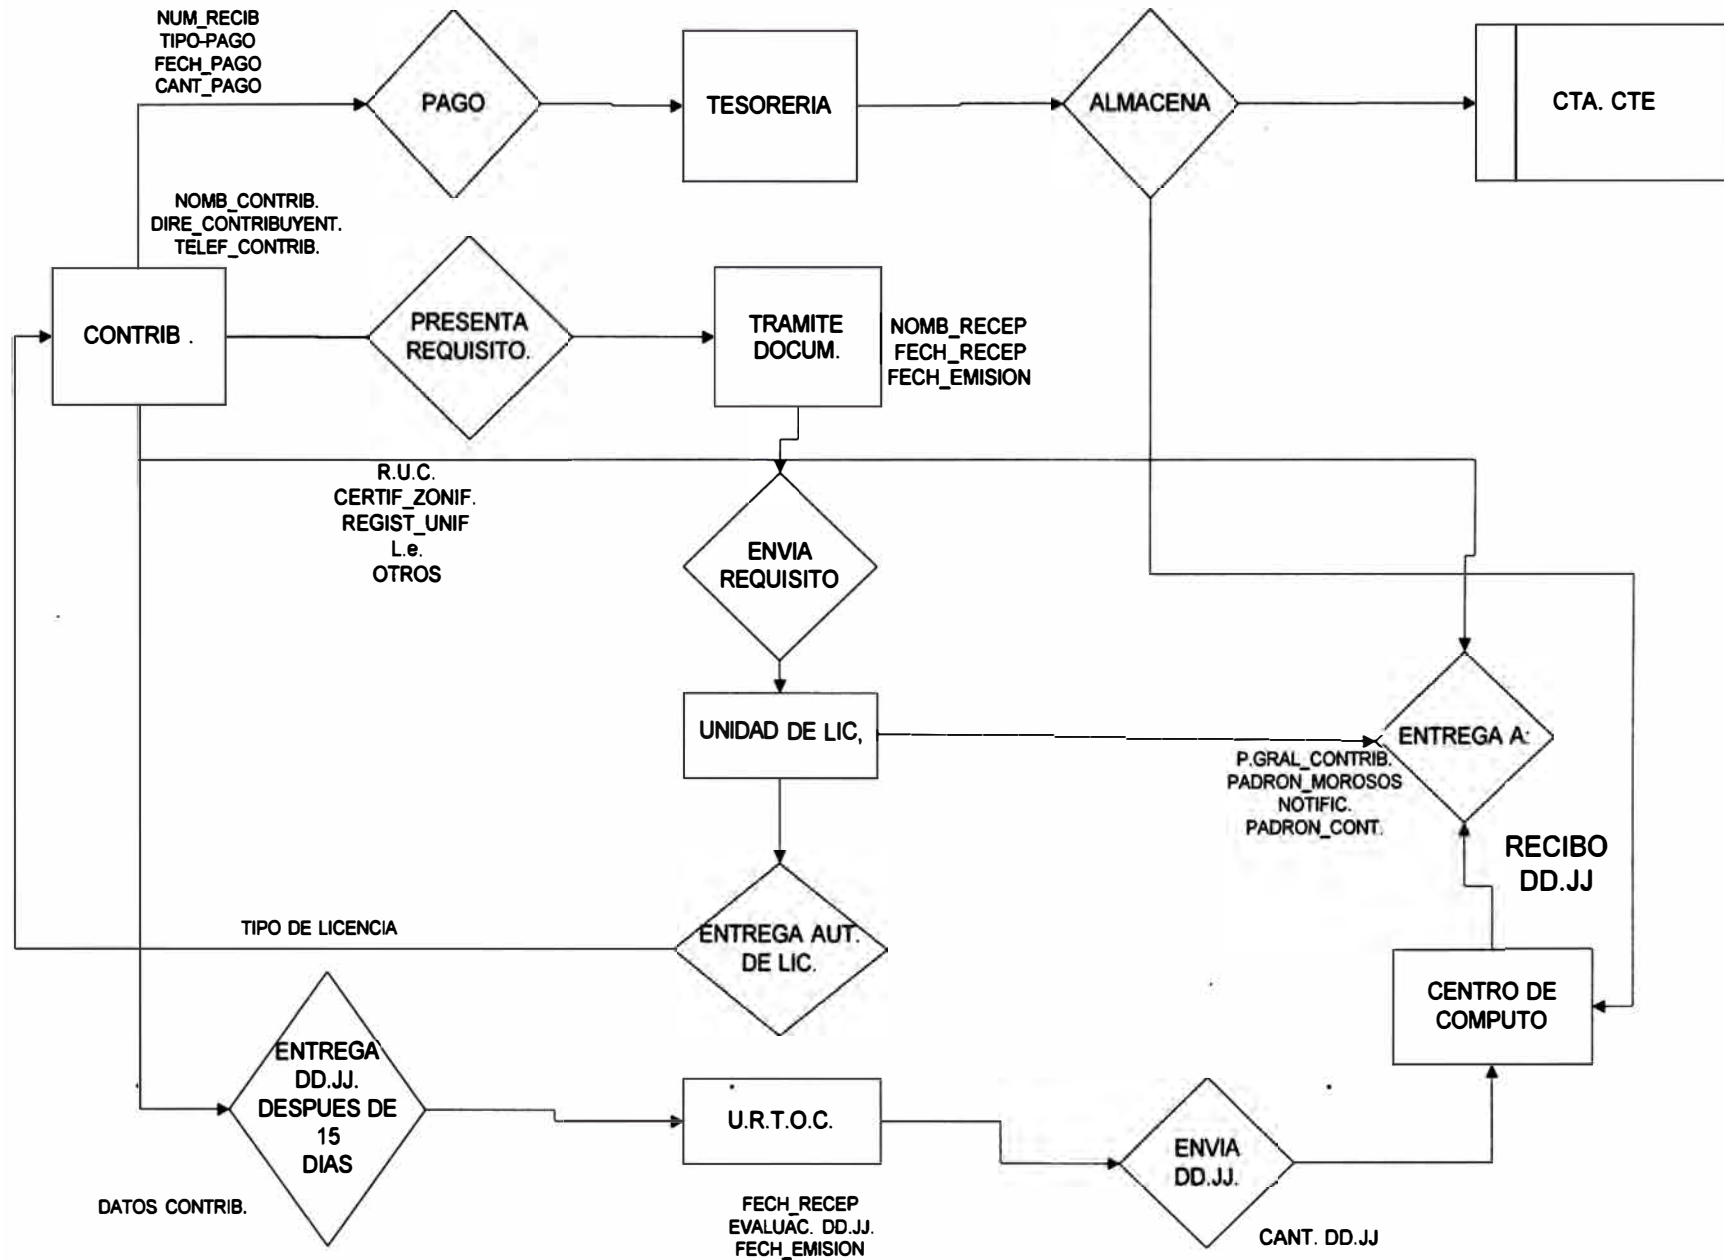 NUM_RECIB
TIPO-PAGO
FECH_PAGO
CANT_PAGO
PAGO
TESORERIA
ALMACENA
CTA. CTE
NOMB_CONTRIB.
DIRE_CONTRIBUYENT.
TELEF_CONTRIB.
CONTRIB .
PRESENTA
REQUISITO.
TRAMITE
DOCUM.
NOMB_RECEP
FECH_RECEP
FECH_EMISION
R.U.C.
CERTIF_ZONIF.
REGIST_UNIF
L.e.
OTROS
ENVIA
REQUISITO
UNIDAD DE LIC,
ENTREGA A:
P.GRAL_CONTRIB.
PADRON_MOROSOS
NOTIFIC.
PADRON_CONT.
RECIBO
DD.JJ
TIPO DE LICENCIA
ENTREGA AUT.
DE LIC.
CENTRO DE
COMPUTO
ENTREGA
DD.JJ.
DESPUES DE
15
DIAS
U.R.T.O.C.
ENVIA
DD.JJ.
DATOS CONTRIB.
FECH_RECEP
EVALUAC. DD.JJ.
FECH_EMISION
CANT. DD.JJ